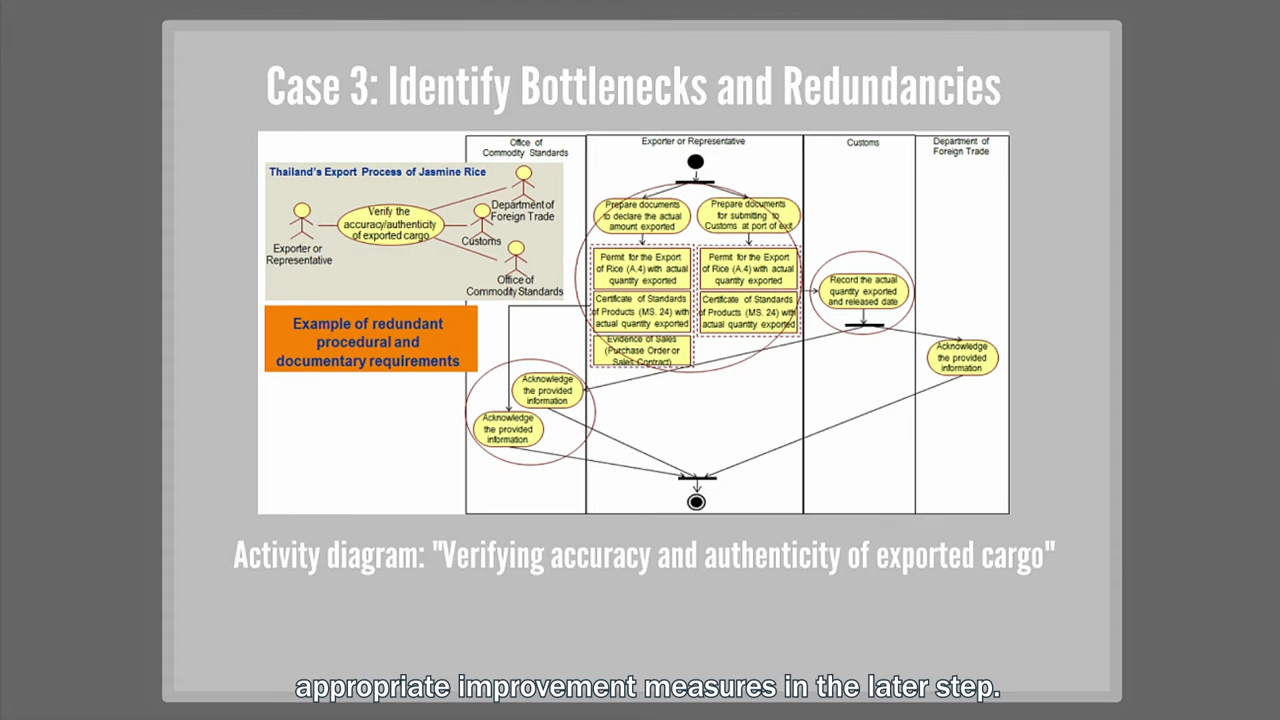 Case 3: Identify Bottlenecks and Redundancies
Office of
Commodity Standards
Exporter or Representative
Customs
Department of
Foreign Trade
Thailand's Export Process of Jasmine Rice
Verify the
accuracy/authenticity
of exported cargo
Exporter or
Representative
Department of
Foreign Trade
Customs
Office of
Commodity Standards
Example of redundant
procedural and
documentary requirements
Prepare documents
to declare the actual
amount exported
Prepare documents
for submitting to
Customs at port of exit
Permit for the Export
of Rice (A.4) with actual
quantity exported
Certificate of Standards
of Products (MS. 24) with
actual quantity exported
Evidence of Sales
(Purchase Order or
Sales Contract)
Permit for the Export
of Rice (A.4) with actual
quantity exported
Certificate of Standards
of Products (MS. 24) with
actual quantity exported
Record the actual
quantity exported
and released date
Acknowledge
the provided
information
Acknowledge
the provided
information
Acknowledge
the provided
information
Activity diagram: "Verifying accuracy and authenticity of exported cargo"
appropriate improvement measures in the later step.